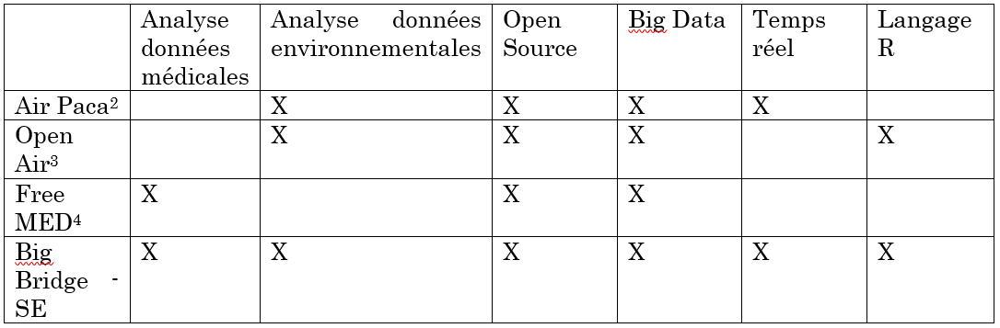 Analyse données médicales
Analyse données environnementales
Open Source
Big Data
Temps réel
Langage R
Air Paca²
X
X
X
X
Open Air³
X
X
X
X
Free MED⁴
X
X
X
Big Bridge - SE
X
X
X
X
X
X